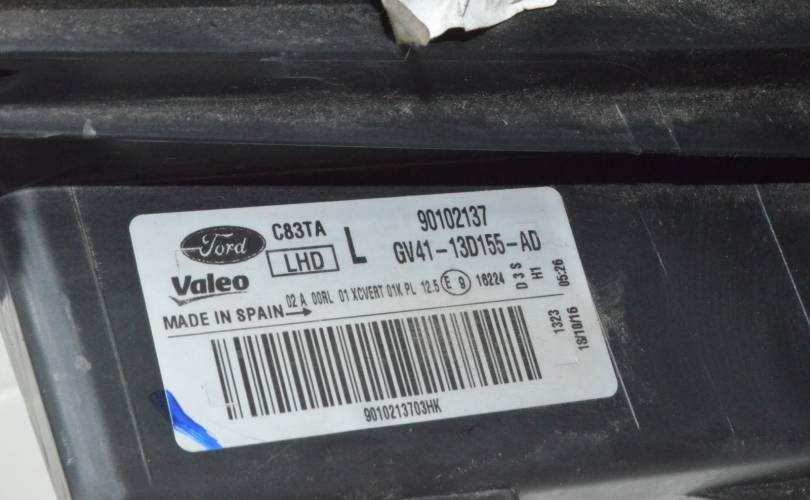 Ford
C83TA
LHD
L
90102137
GV41-13D155-AD
Valeo
02 A 00RL 01 XCVERT 01K PL 12.5 E 9 16224
D3S
H1
05:26
MADE IN SPAIN
1323
18/10/16
9010213703HK